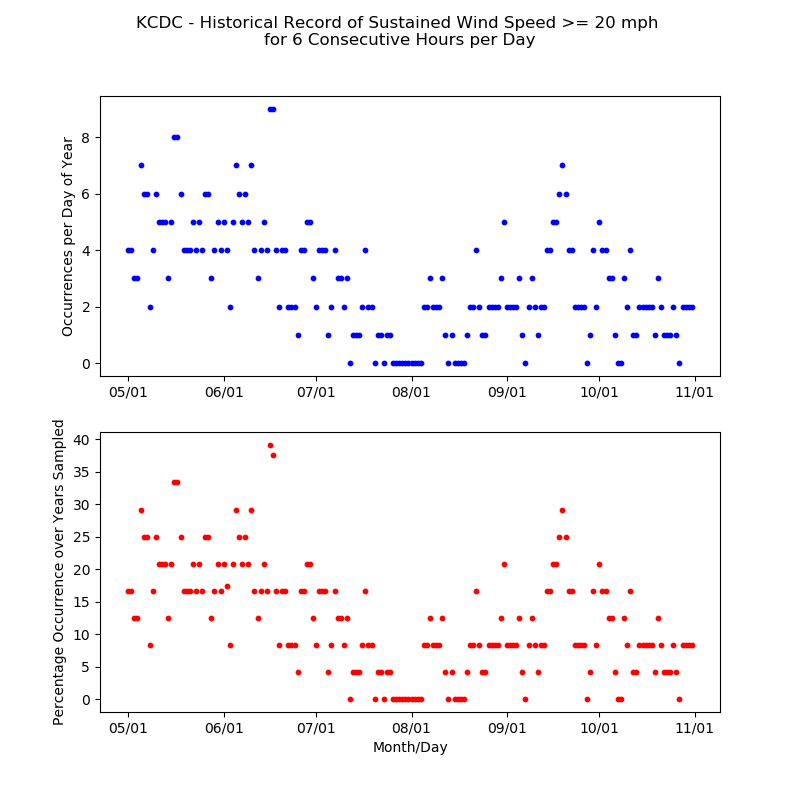 KCDC - Historical Record of Sustained Wind Speed >= 20 mph
for 6 Consecutive Hours per Day
Occurrences per Day of Year
8
6
4
2
0
05/01 06/01 07/01 08/01 09/01 10/01 11/01
Percentage Occurrence over Years Sampled
40
35
30
25
20
15
10
5
0
05/01 06/01 07/01 08/01 09/01 10/01 11/01
Month/Day